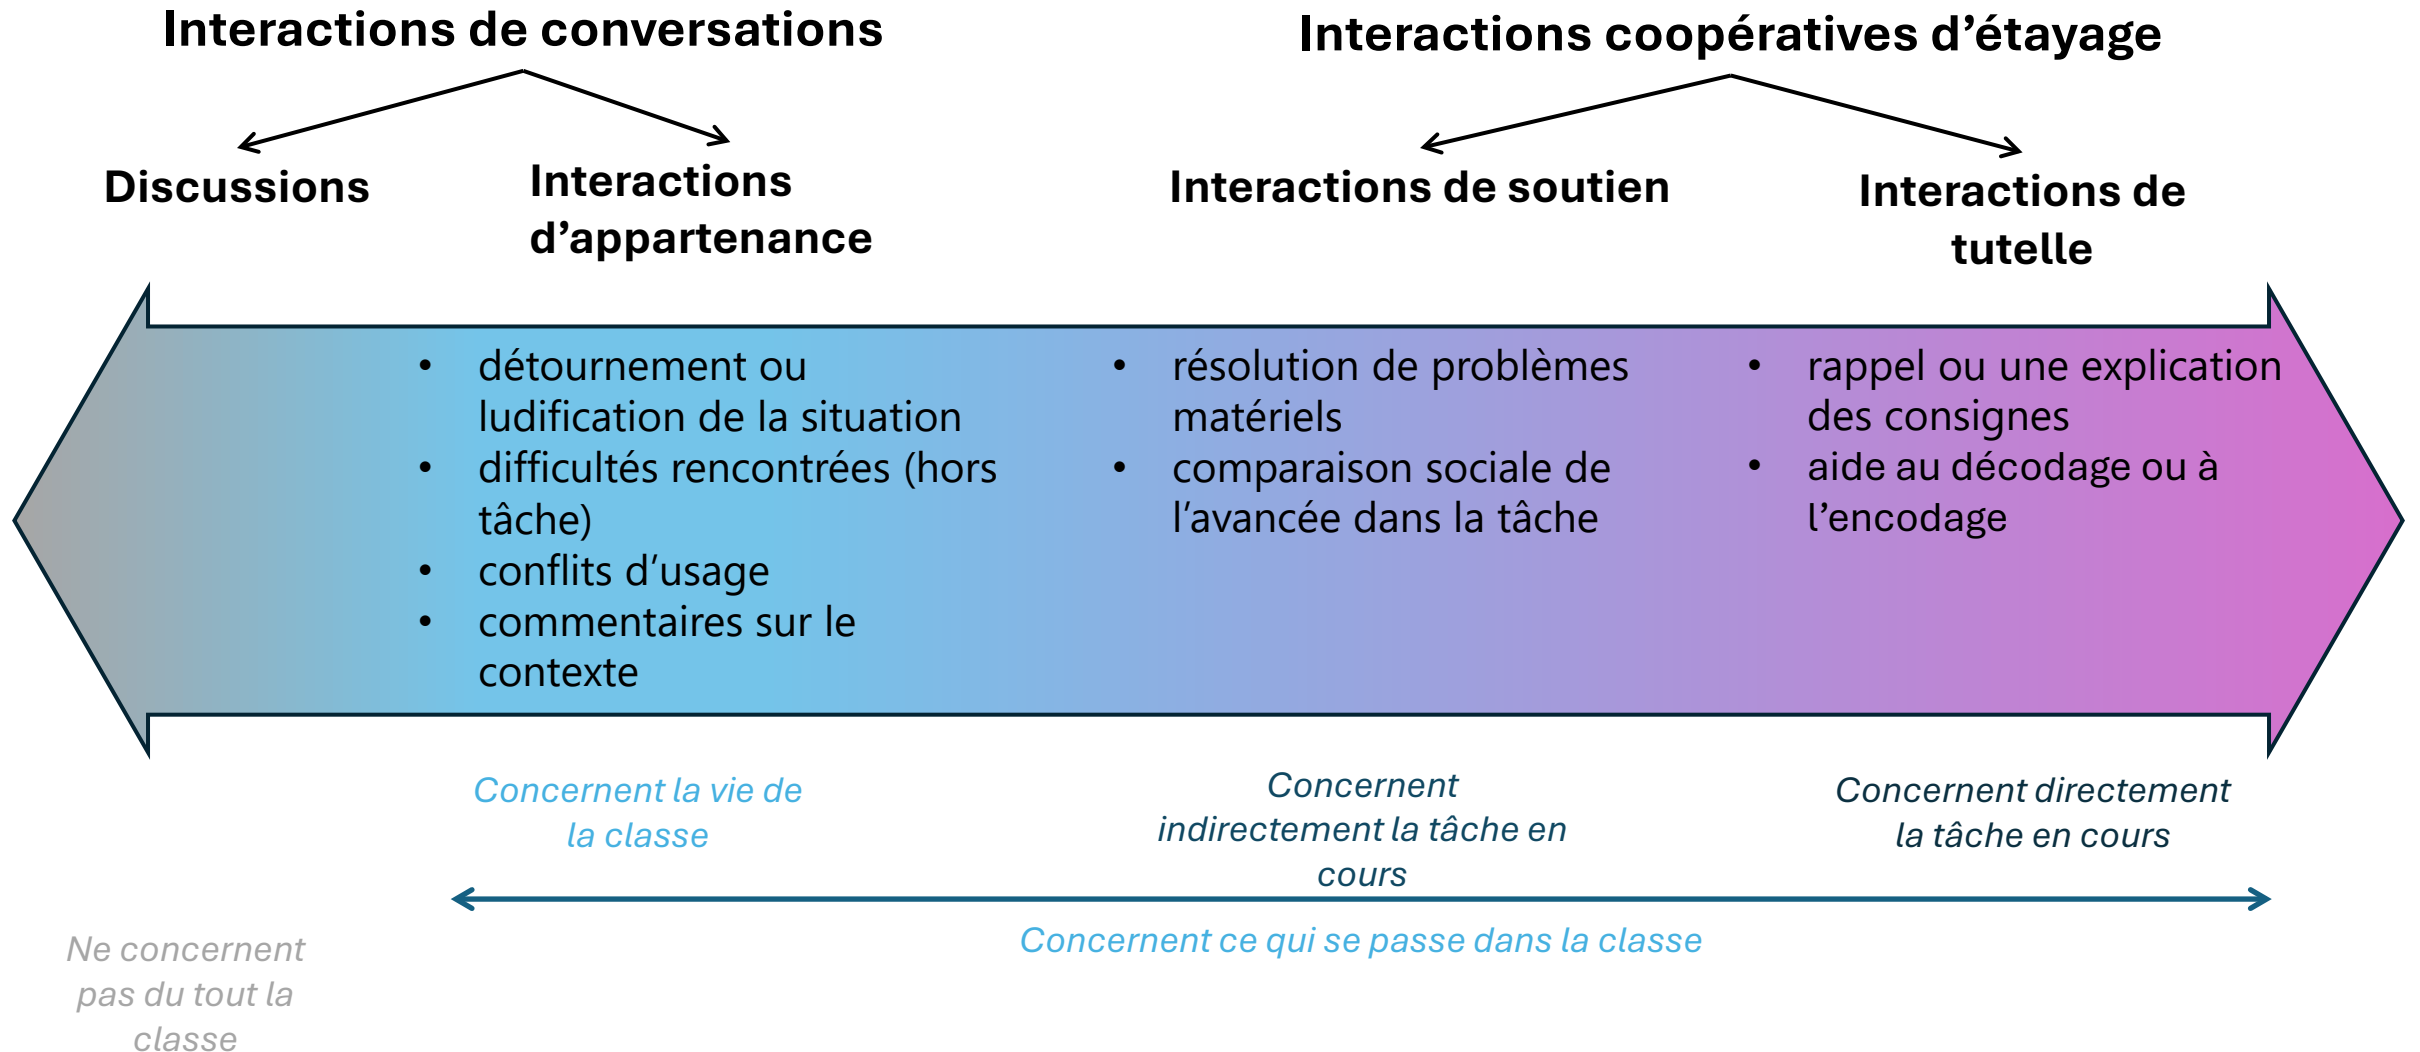 Interactions de conversations
Interactions coopératives d’étayage
Discussions
Interactions
d’appartenance
Interactions de soutien
Interactions de
tutelle
• détournement ou
ludification de la situation
• difficultés rencontrées (hors
tâche)
• conflits d’usage
• commentaires sur le
contexte
• résolution de problèmes
matériels
• comparaison sociale de
l’avancée dans la tâche
• rappel ou une explication
des consignes
• aide au décodage ou à
l’encodage
Concernent la vie de
la classe
Concernent
indirectement la tâche en
cours
Concernent directement
la tâche en cours
Concernent ce qui se passe dans la classe
Ne concernent
pas du tout la
classe